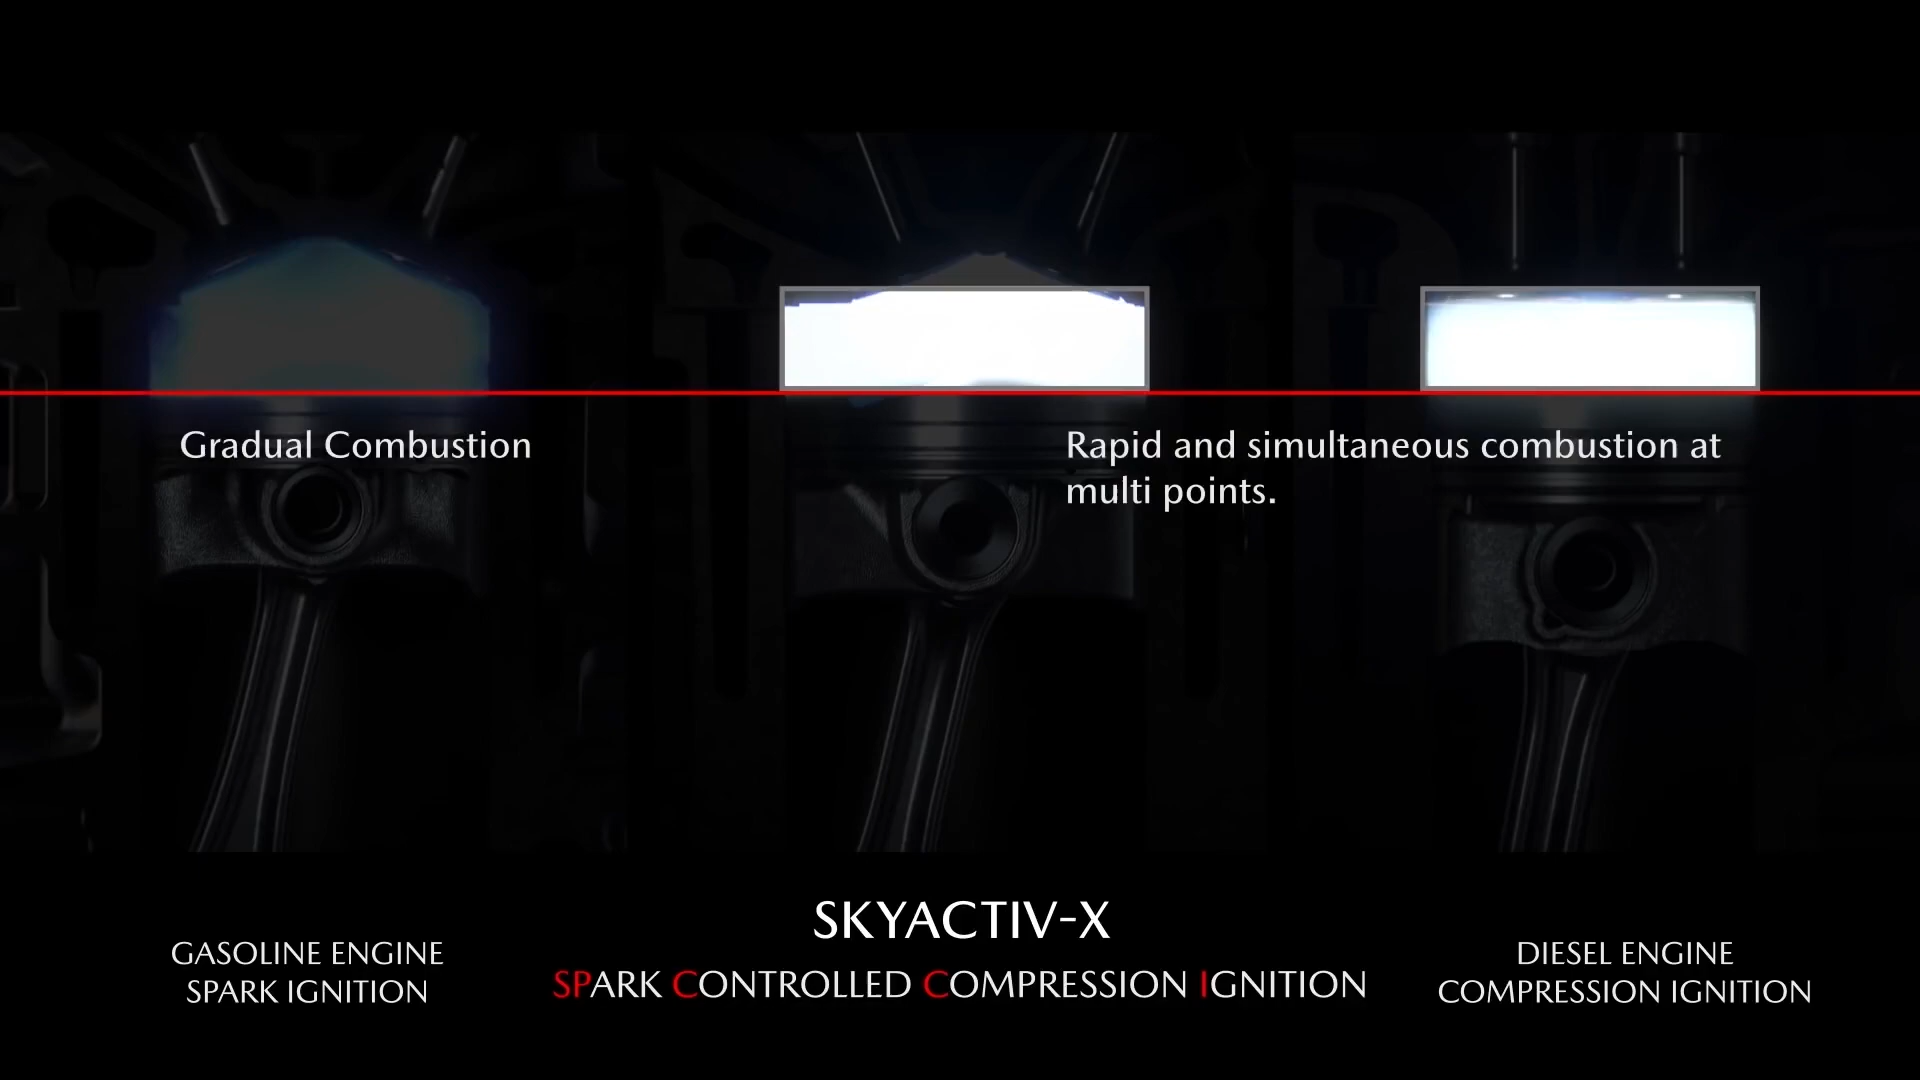 Gradual Combustion
Rapid and simultaneous combustion at
multi points.
GASOLINE ENGINE
SPARK IGNITION
SKYACTIV-X
SPARK CONTROLLED COMPRESSION IGNITION
DIESEL ENGINE
COMPRESSION IGNITION